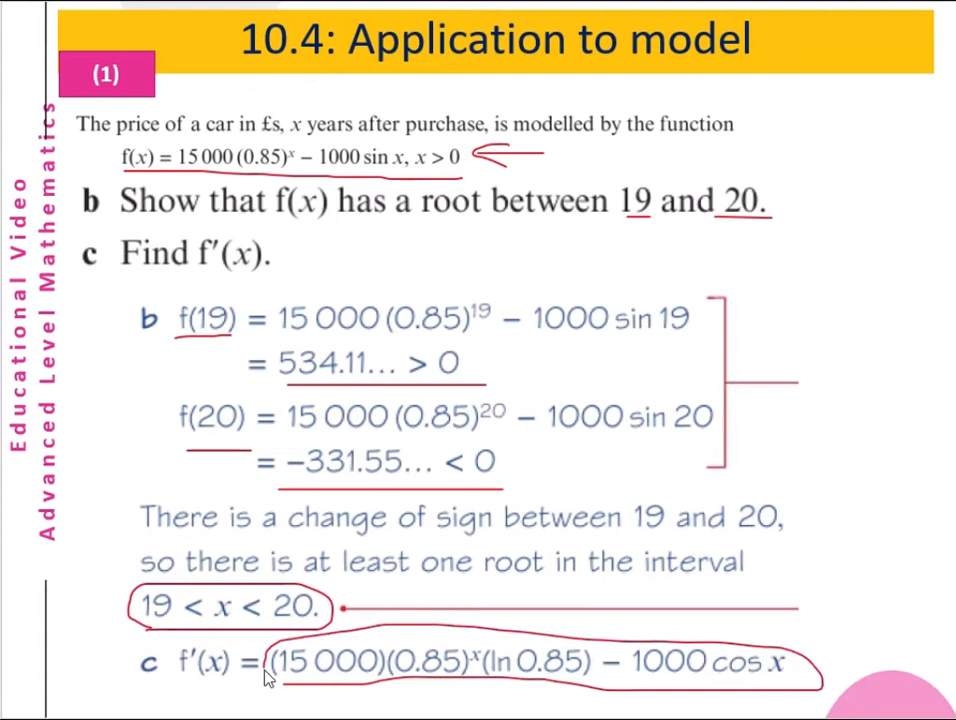 10.4: Application to model
(1)
Educational Video
Advanced Level Mathematics
The price of a car in £s, x years after purchase, is modelled by the function
f(x) = 15 000 (0.85)ˣ − 1000 sin x, x > 0
b Show that f(x) has a root between 19 and 20.
c Find f′(x).
b f(19) = 15 000 (0.85)¹⁹ − 1000 sin 19
= 534.11... > 0
f(20) = 15 000 (0.85)²⁰ − 1000 sin 20
= −331.55... < 0
There is a change of sign between 19 and 20,
so there is at least one root in the interval
19 < x < 20.
c f′(x) = (15 000)(0.85)ˣ(ln 0.85) − 1000 cos x